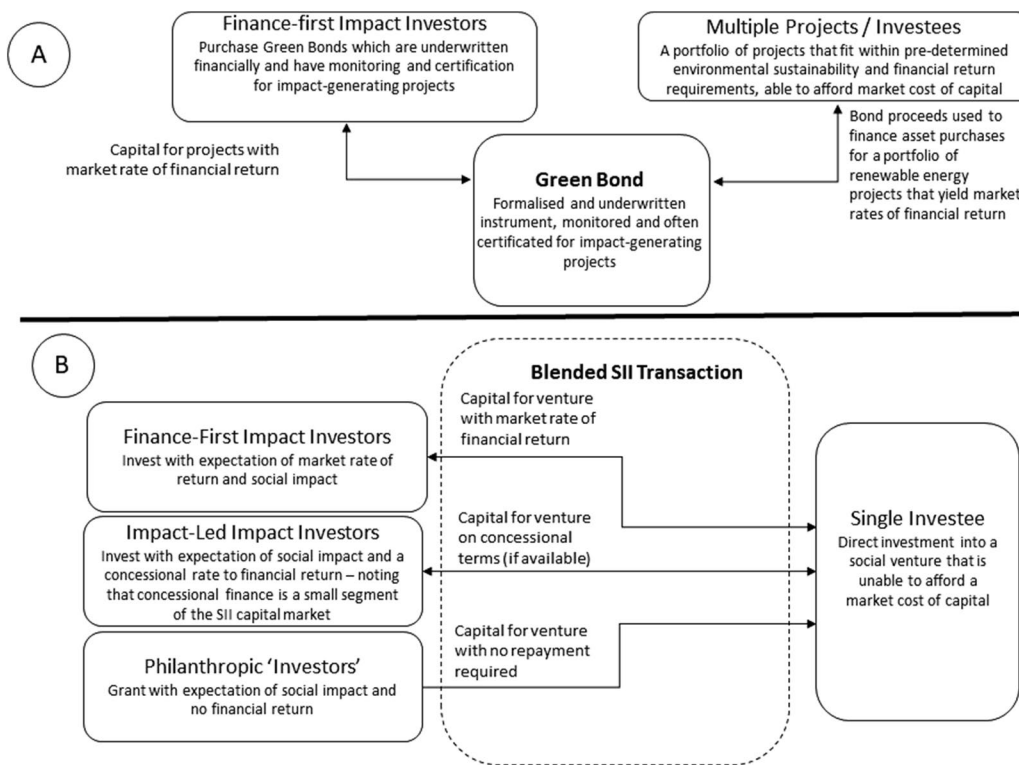 A
Finance-first Impact Investors
Purchase Green Bonds which are underwritten
financially and have monitoring and certification
for impact-generating projects
Multiple Projects / Investees
A portfolio of projects that fit within pre-determined
environmental sustainability and financial return
requirements, able to afford market cost of capital
Capital for projects with
market rate of financial return
Green Bond
Formalised and underwritten
instrument, monitored and often
certificated for impact-generating
projects
Bond proceeds used to
finance asset purchases
for a portfolio of
renewable energy
projects that yield market
rates of financial return
B
Blended SII Transaction
Finance-First Impact Investors
Invest with expectation of market rate of
return and social impact
Capital for venture
with market rate of
financial return
Impact-Led Impact Investors
Invest with expectation of social impact and a
concessional rate to financial return – noting
that concessional finance is a small segment
of the SII capital market
Capital for venture
on concessional
terms (if available)
Philanthropic ‘Investors’
Grant with expectation of social impact and
no financial return
Capital for venture
with no repayment
required
Single Investee
Direct investment into a
social venture that is
unable to afford a
market cost of capital